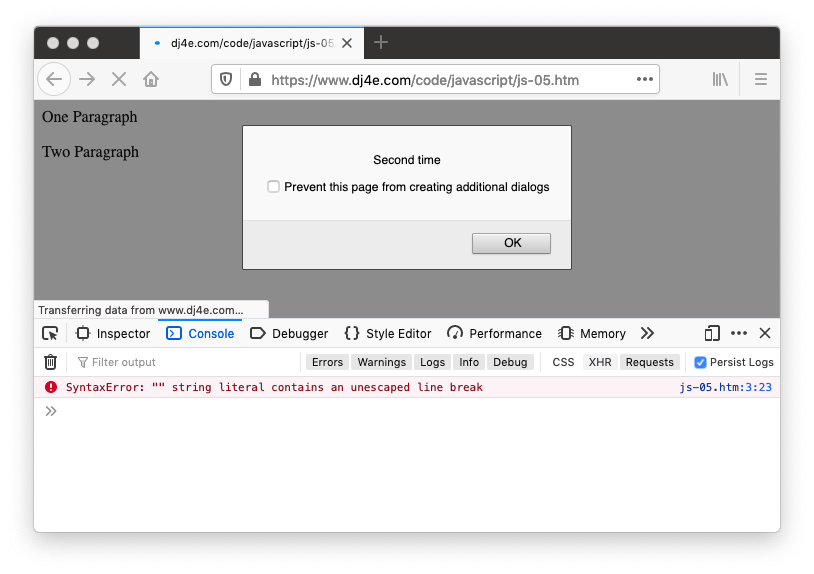 dj4e.com/code/javascript/js-05
https://www.dj4e.com/code/javascript/js-05.htm
One Paragraph
Two Paragraph
Second time
Prevent this page from creating additional dialogs
OK
Transferring data from www.dj4e.com...
Inspector Console Debugger {} Style Editor Performance Memory
Filter output Errors Warnings Logs Info Debug CSS XHR Requests Persist Logs
SyntaxError: "" string literal contains an unescaped line break js-05.htm:3:23